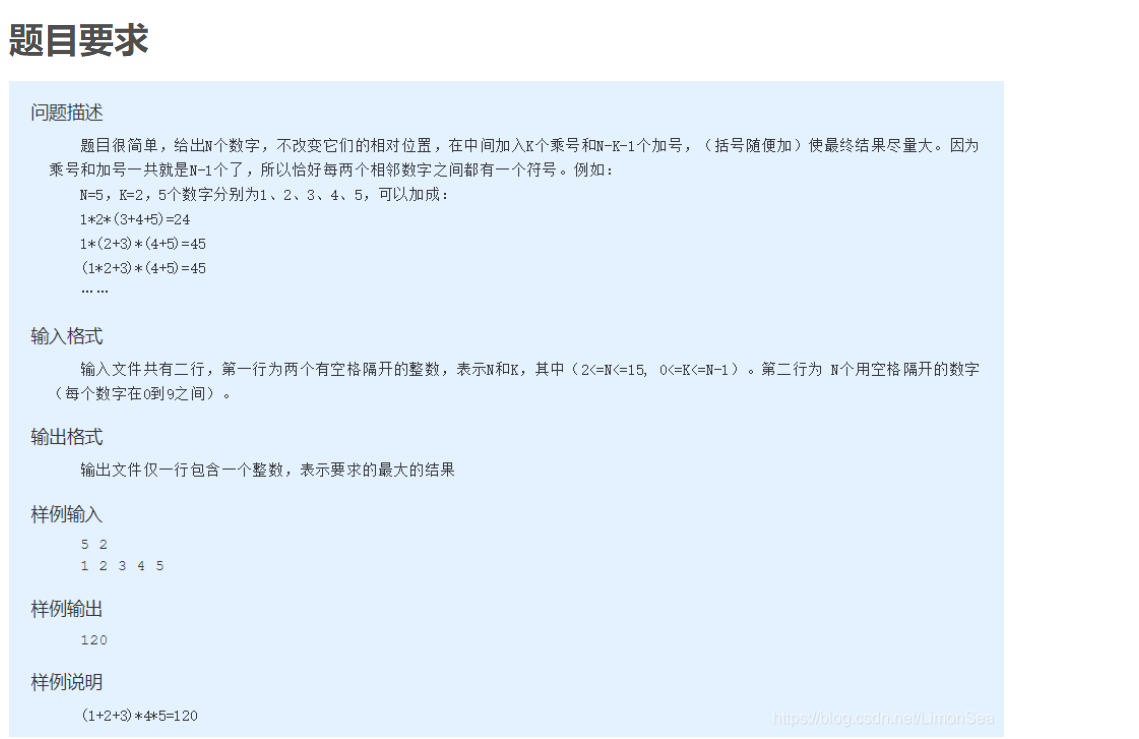 题目要求
问题描述
题目很简单，给出N个数字，不改变它们的相对位置，在中间加入K个乘号和N-K-1个加号，（括号随便加）使最终结果尽量大。因为
乘号和加号一共就是N-1个了，所以恰好每两个相邻数字之间都有一个符号。例如：
N=5，K=2，5个数字分别为1、2、3、4、5，可以加成：
1*2*(3+4+5)=24
1*(2+3)*(4+5)=45
(1*2+3)*(4+5)=45
……
输入格式
输入文件共有二行，第一行为两个有空格隔开的整数，表示N和K，其中（2<=N<=15, 0<=K<=N-1）。第二行为 N个用空格隔开的数字
（每个数字在0到9之间）。
输出格式
输出文件仅一行包含一个整数，表示要求的最大的结果
样例输入
5 2
1 2 3 4 5
样例输出
120
样例说明
(1+2+3)*4*5=120
https://blog.csdn.net/LimonSea